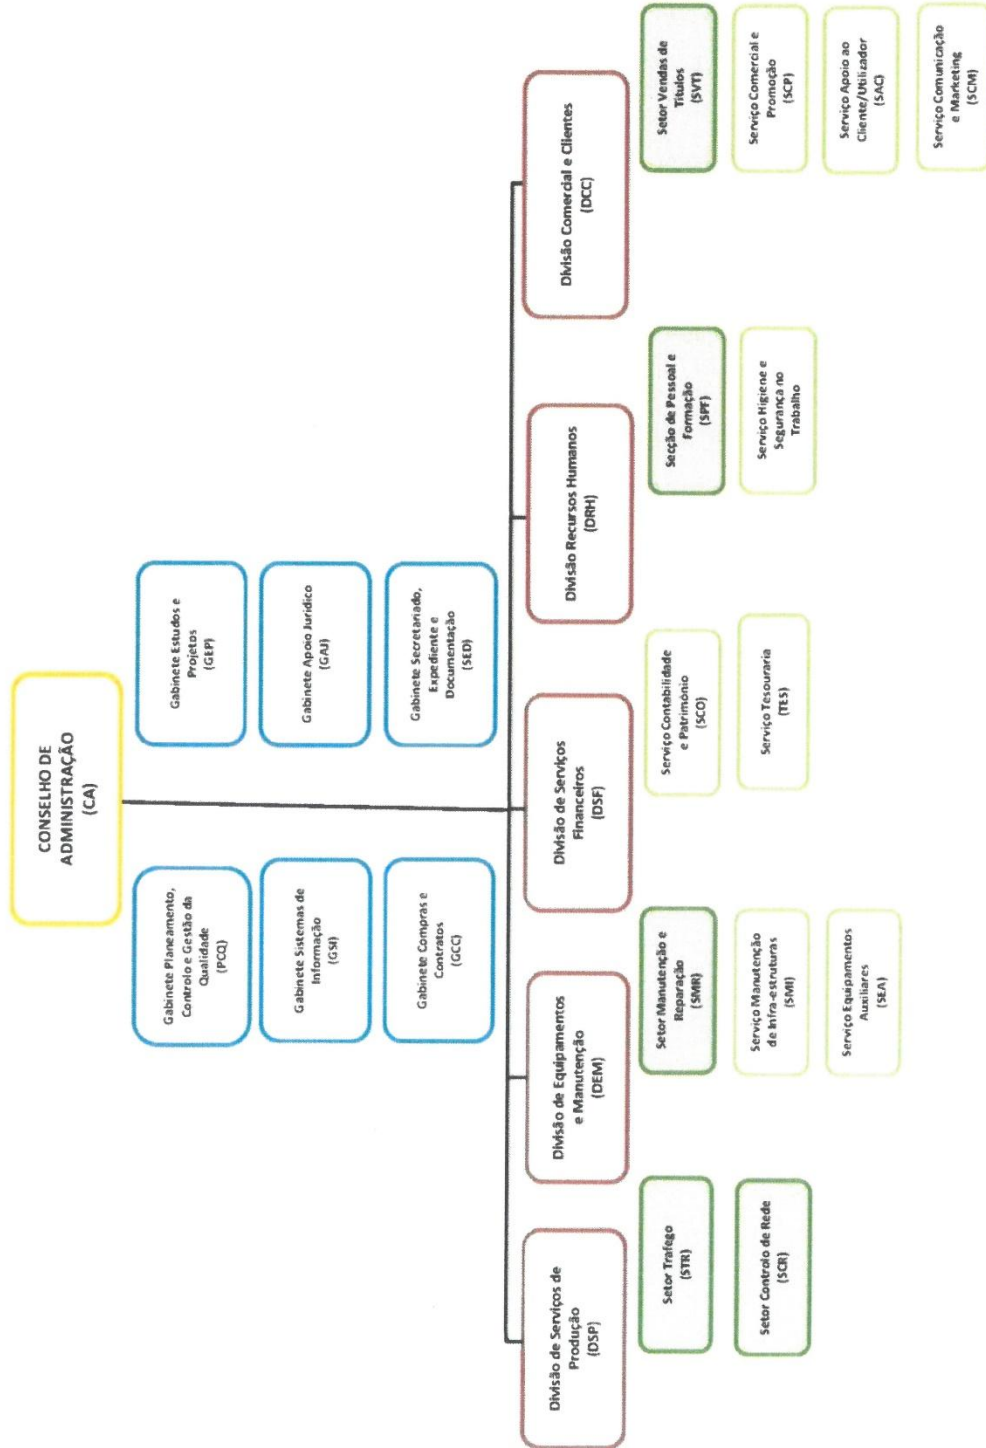 CONSELHO DE
ADMINISTRAÇÃO
(CA)
Gabinete Planeamento,
Controlo e Gestão da
Qualidade
(PCQ)
Gabinete Estudos e
Projetos
(GEP)
Gabinete Sistemas de
Informação
(GSI)
Gabinete Apoio Jurídico
(GAJ)
Gabinete Compras e
Contratos
(GCC)
Gabinete Secretariado,
Expediente e
Documentação
(SED)
Divisão de Serviços de
Produção
(DSP)
Divisão de Equipamentos
e Manutenção
(DEM)
Divisão de Serviços
Financeiros
(DSF)
Divisão Recursos Humanos
(DRH)
Divisão Comercial e Clientes
(DCC)
Setor Trafego
(STR)
Setor Controlo de Rede
(SCR)
Setor Manutenção e
Reparação
(SMR)
Serviço Manutenção
de Infra-estruturas
(SMI)
Serviço Equipamentos
Auxiliares
(SEA)
Serviço Contabilidade
e Património
(SCO)
Serviço Tesouraria
(TES)
Secção de Pessoal e
Formação
(SPF)
Serviço Higiene e
Segurança no
Trabalho
Setor Vendas de
Títulos
(SVT)
Serviço Comercial e
Promoção
(SCP)
Serviço Apoio ao
Cliente/Utilizador
(SAC)
Serviço Comunicação
e Marketing
(SCM)